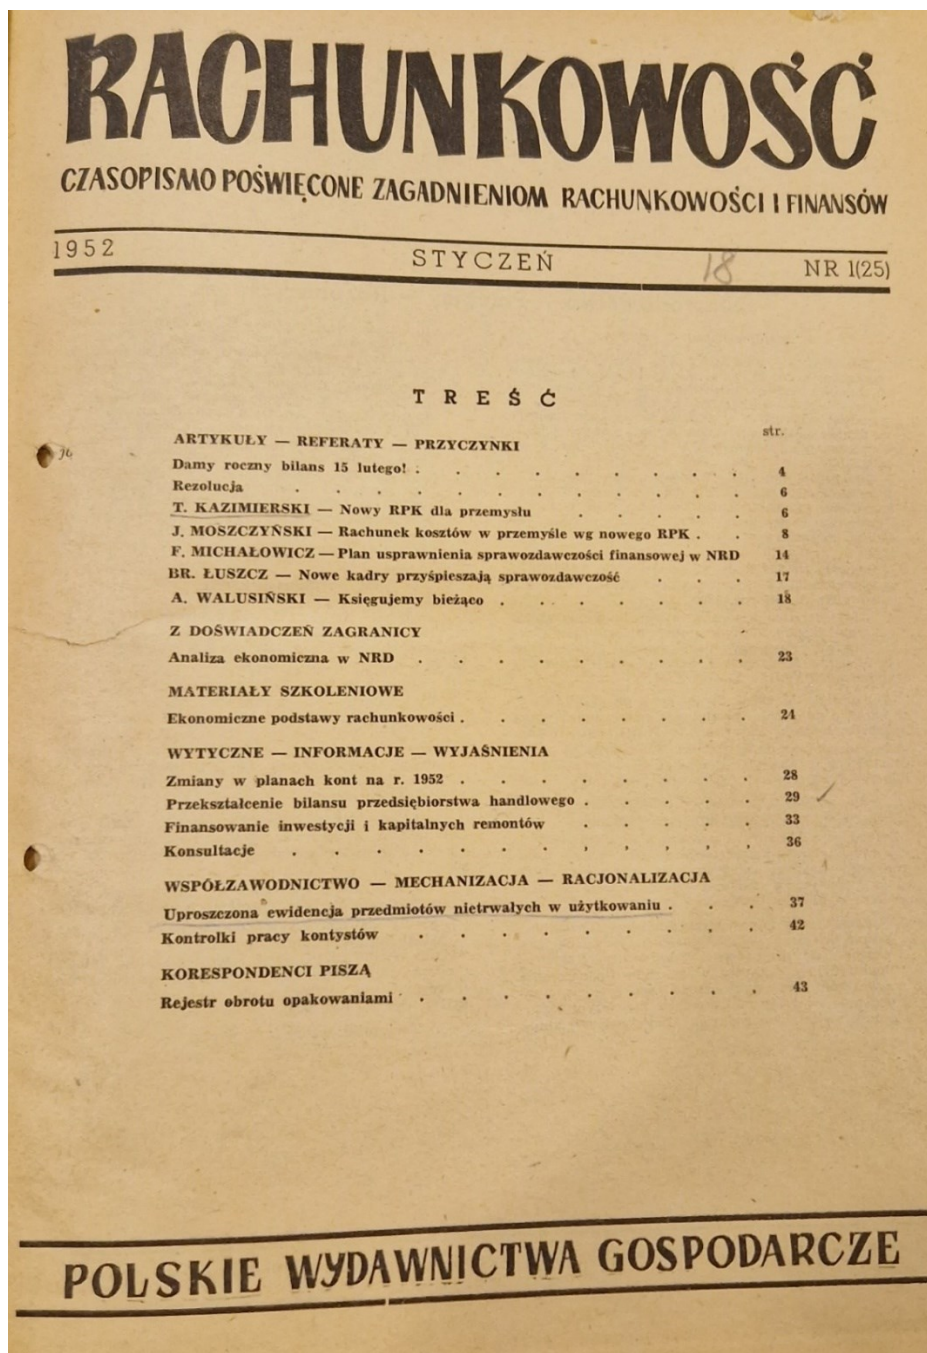 RACHUNKOWOŚĆ
CZASOPISMO POŚWIĘCONE ZAGADNIENIOM RACHUNKOWOŚCI I FINANSÓW
1952 STYCZEŃ 18 NR 1(25)
TREŚĆ
str.
ARTYKUŁY — REFERATY — PRZYCZYNKI
Damy roczny bilans 15 lutego! . . . . . . . . . 4
Rezolucja . . . . . . . . . . . . 6
T. KAZIMIERSKI — Nowy RPK dla przemysłu . . . . . 6
J. MOSZCZYŃSKI — Rachunek kosztów w przemyśle wg nowego RPK . . 8
F. MICHAŁOWICZ — Plan usprawnienia sprawozdawczości finansowej w NRD 14
BR. ŁUSZCZ — Nowe kadry przyśpieszają sprawozdawczość . . . 17
A. WALUSIŃSKI — Księgujemy bieżąco . . . . . . . 18
Z DOŚWIADCZEŃ ZAGRANICY
Analiza ekonomiczna w NRD . . . . . . . . . 23
MATERIAŁY SZKOLENIOWE
Ekonomiczne podstawy rachunkowości . . . . . . . . 24
WYTYCZNE — INFORMACJE — WYJAŚNIENIA
Zmiany w planach kont na r. 1952 . . . . . . . . 28
Przekształcenie bilansu przedsiębiorstwa handlowego . . . . . 29
Finansowanie inwestycji i kapitalnych remontów . . . . . 33
Konsultacje . . . . . . . . . . . . 36
WSPÓŁZAWODNICTWO — MECHANIZACJA — RACJONALIZACJA
Uproszczona ewidencja przedmiotów nietrwałych w użytkowaniu . . . 37
Kontrolki pracy kontystów . . . . . . . . . 42
KORESPONDENCI PISZĄ
Rejestr obrotu opakowaniami . . . . . . . . . 43
POLSKIE WYDAWNICTWA GOSPODARCZE